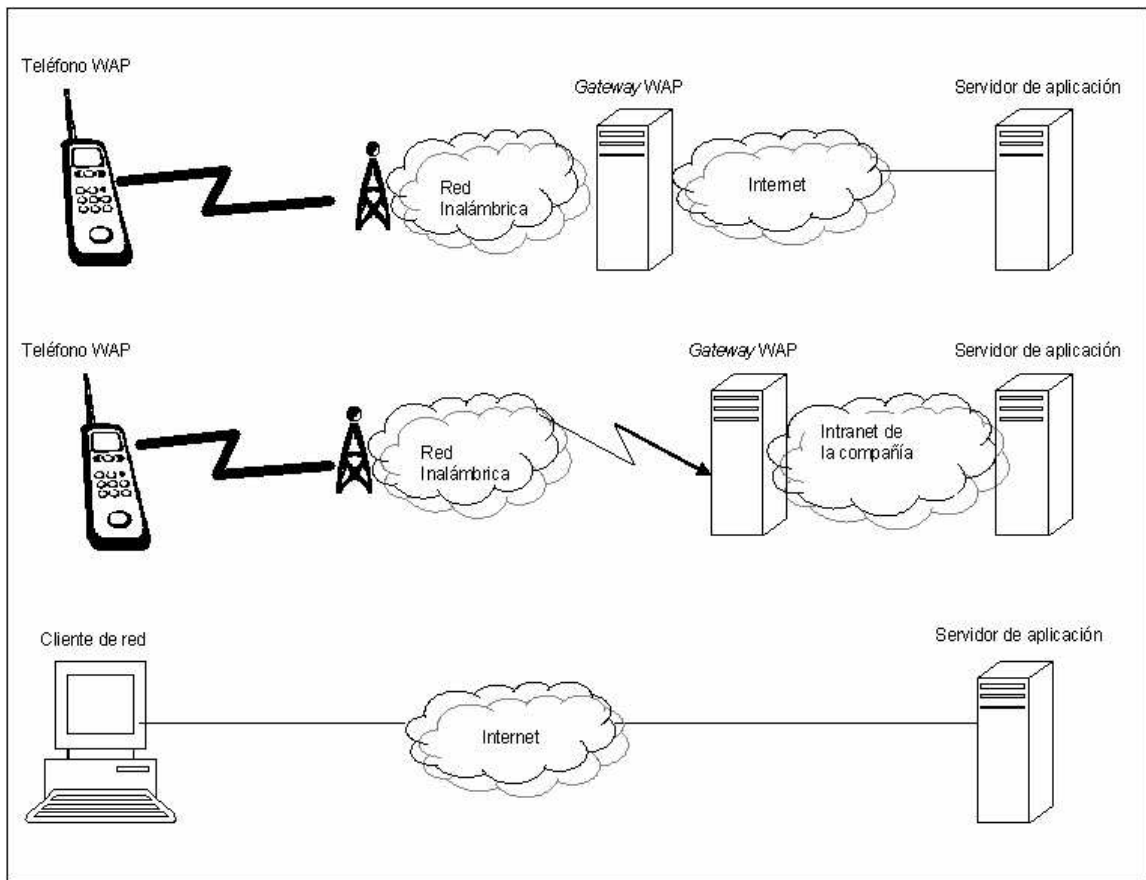 Teléfono WAP
Gateway WAP
Servidor de aplicación
Red
Inalámbrica
Internet
Teléfono WAP
Gateway WAP
Servidor de aplicación
Red
Inalámbrica
Intranet de
la compañía
Cliente de red
Servidor de aplicación
Internet